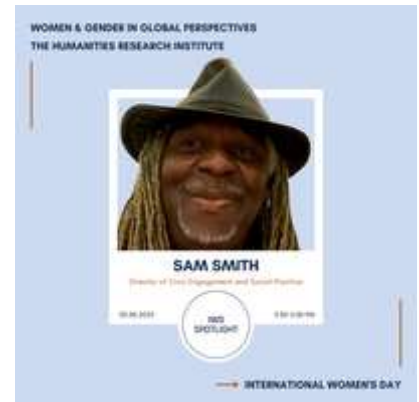 WOMEN & GENDER IN GLOBAL PERSPECTIVES
THE HUMANITIES RESEARCH INSTITUTE
SAM SMITH
Director of Civic Engagement and Social Practice
IWD
SPOTLIGHT
INTERNATIONAL WOMEN'S DAY